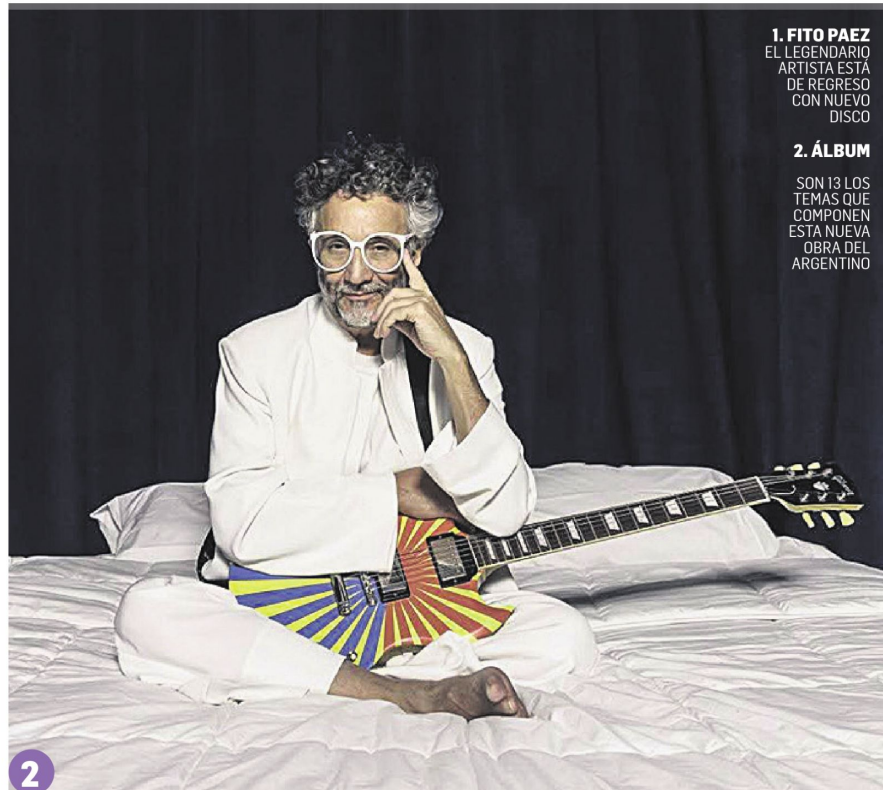 1. FITO PAEZ
EL LEGENDARIO
ARTISTA ESTÁ
DE REGRESO
CON NUEVO
DISCO
2. ÁLBUM
SON 13 LOS
TEMAS QUE
COMPONEN
ESTA NUEVA
OBRA DEL
ARGENTINO
2